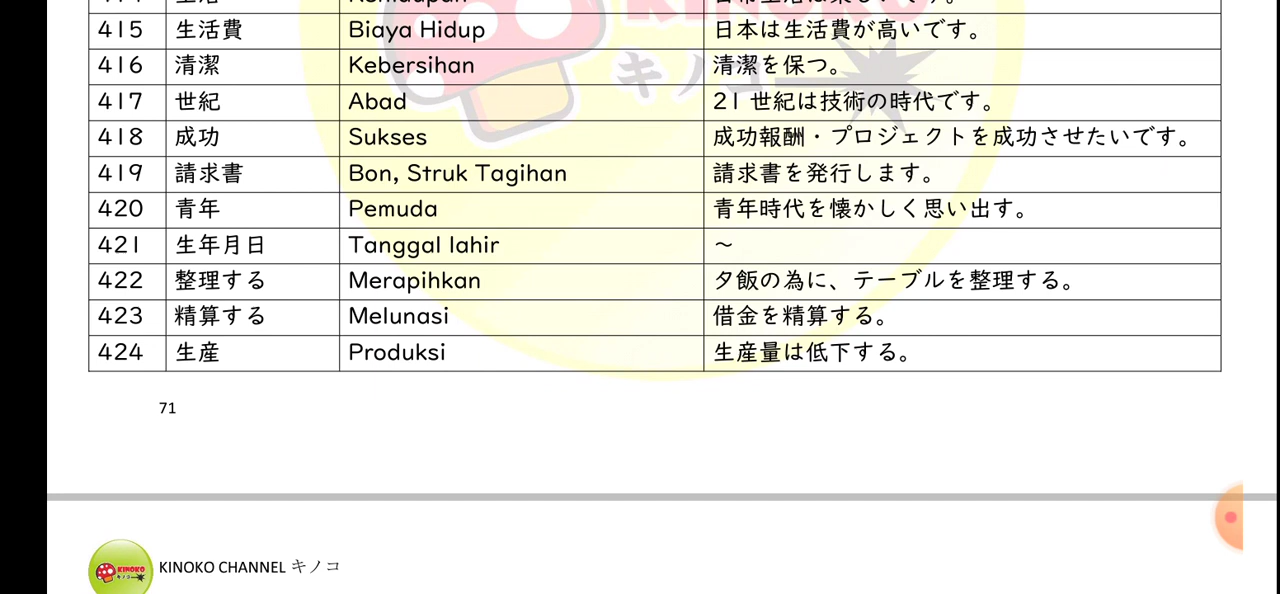 KINOKO
キノコ
415 生活費 Biaya Hidup 日本は生活費が高いです。
416 清潔 Kebersihan 清潔を保つ。
417 世紀 Abad 21 世紀は技術の時代です。
418 成功 Sukses 成功報酬・プロジェクトを成功させたいです。
419 請求書 Bon, Struk Tagihan 請求書を発行します。
420 青年 Pemuda 青年時代を懐かしく思い出す。
421 生年月日 Tanggal lahir ～
422 整理する Merapihkan 夕飯の為に、テーブルを整理する。
423 精算する Melunasi 借金を精算する。
424 生産 Produksi 生産量は低下する。
71
KINOKO
キノコ
KINOKO CHANNEL キノコ